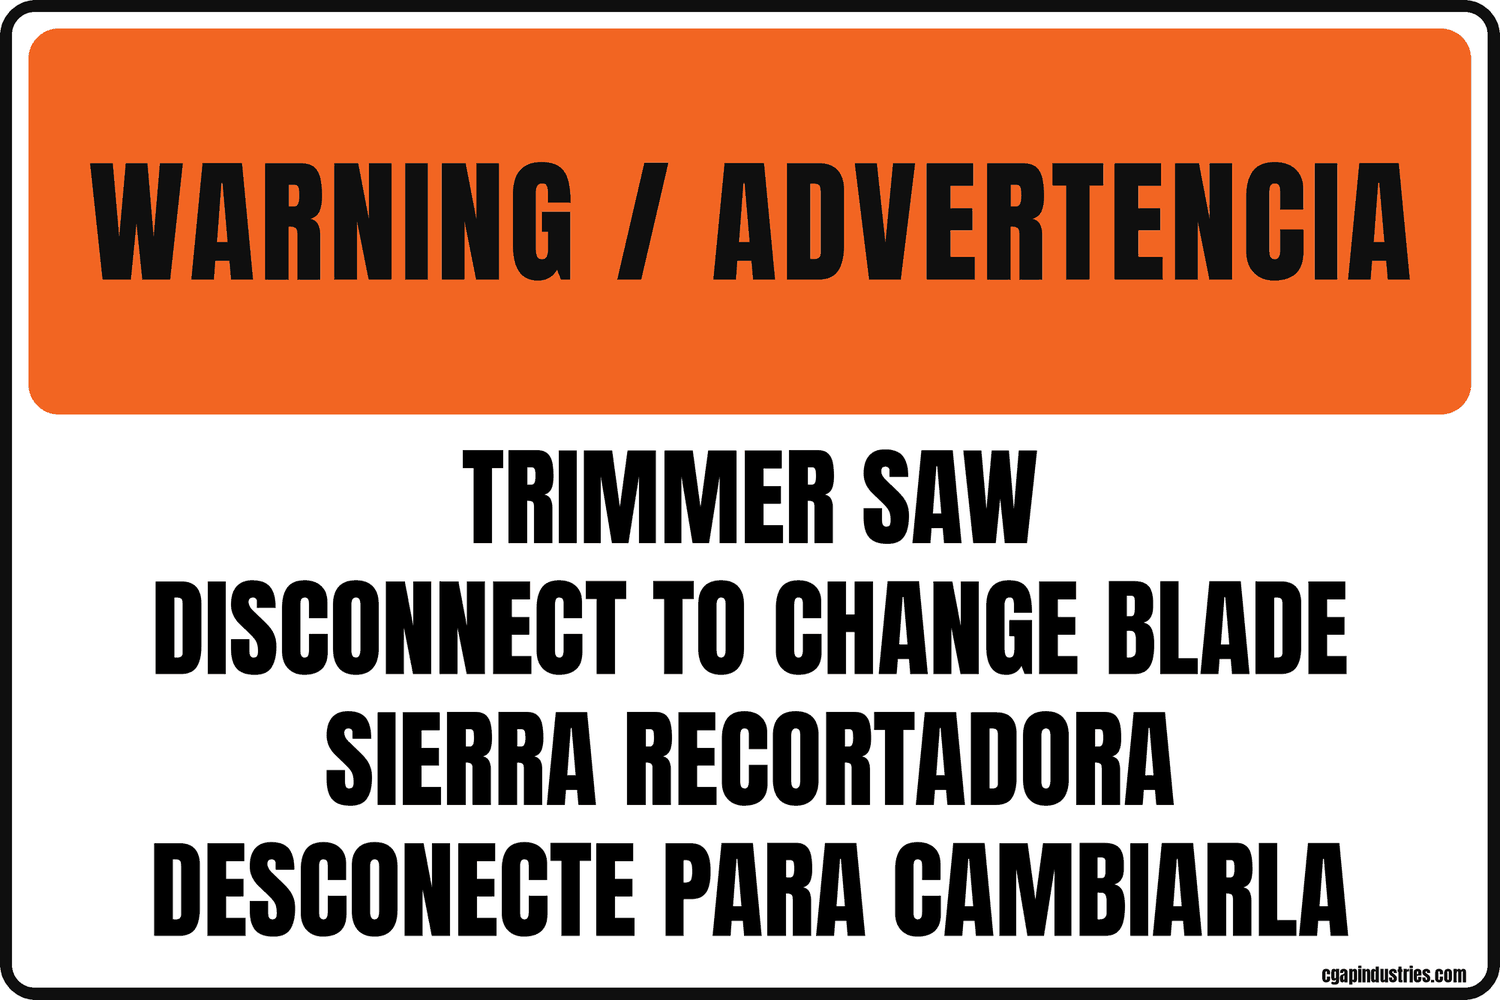 WARNING / ADVERTENCIA
TRIMMER SAW
DISCONNECT TO CHANGE BLADE
SIERRA RECORTADORA
DESCONECTE PARA CAMBIARLA
cgapindustries.com